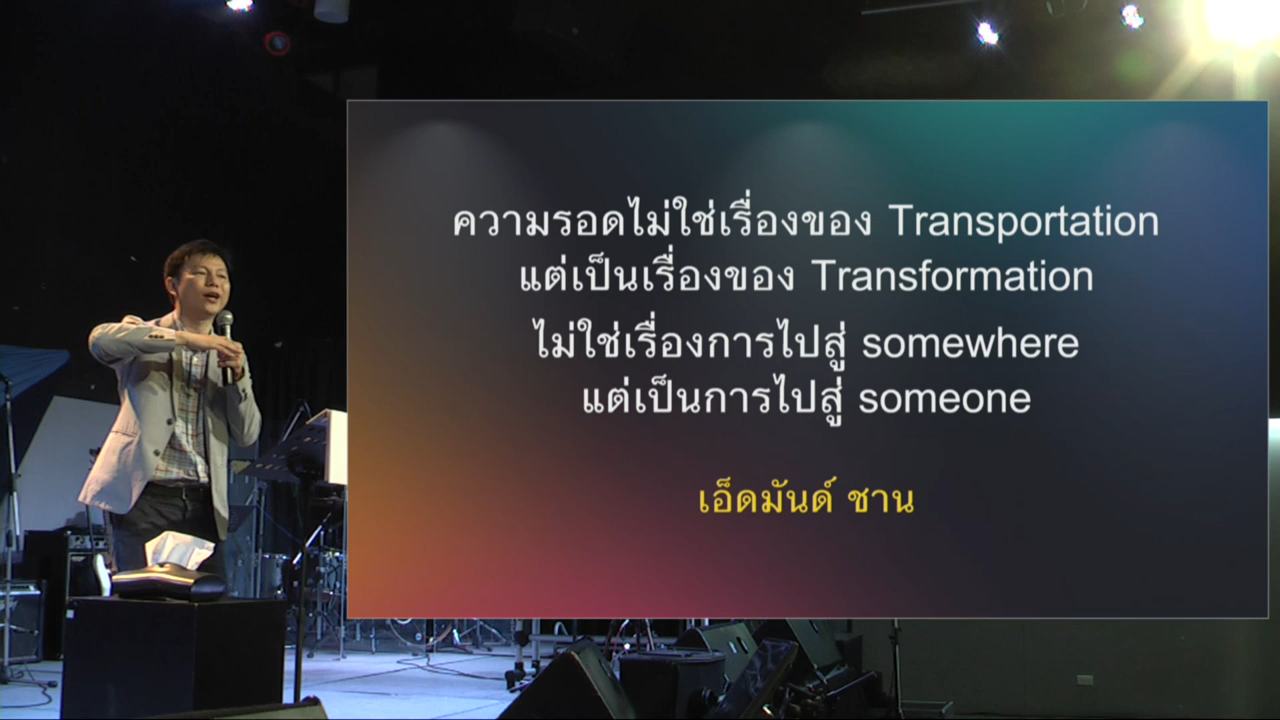 ความรอดไม่ใช่เรื่องของ Transportation
แต่เป็นเรื่องของ Transformation
ไม่ใช่เรื่องการไปสู่ somewhere
แต่เป็นการไปสู่ someone
เอ็ดมันด์ ชาน